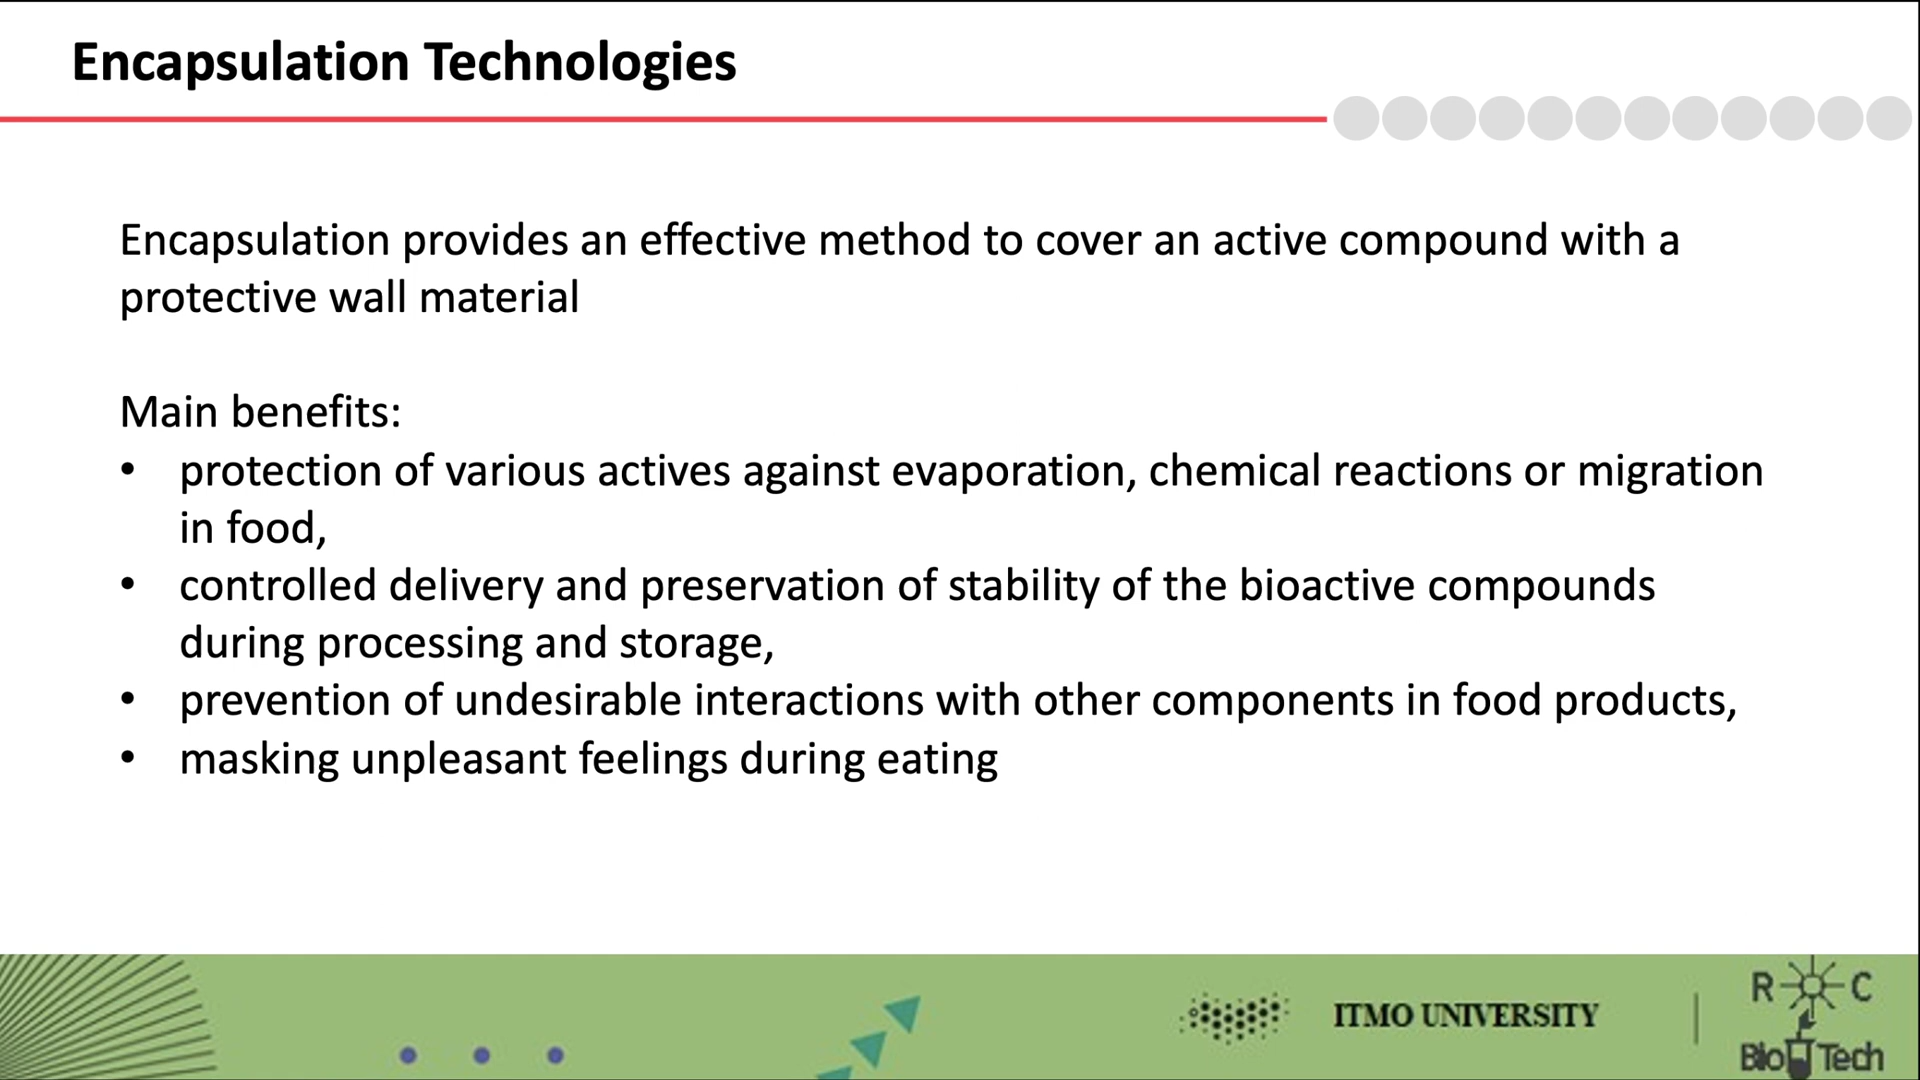 Encapsulation Technologies
Encapsulation provides an effective method to cover an active compound with a
protective wall material
Main benefits:
• protection of various actives against evaporation, chemical reactions or migration
in food,
• controlled delivery and preservation of stability of the bioactive compounds
during processing and storage,
• prevention of undesirable interactions with other components in food products,
• masking unpleasant feelings during eating
ITMO UNIVERSITY
R C
BioTech